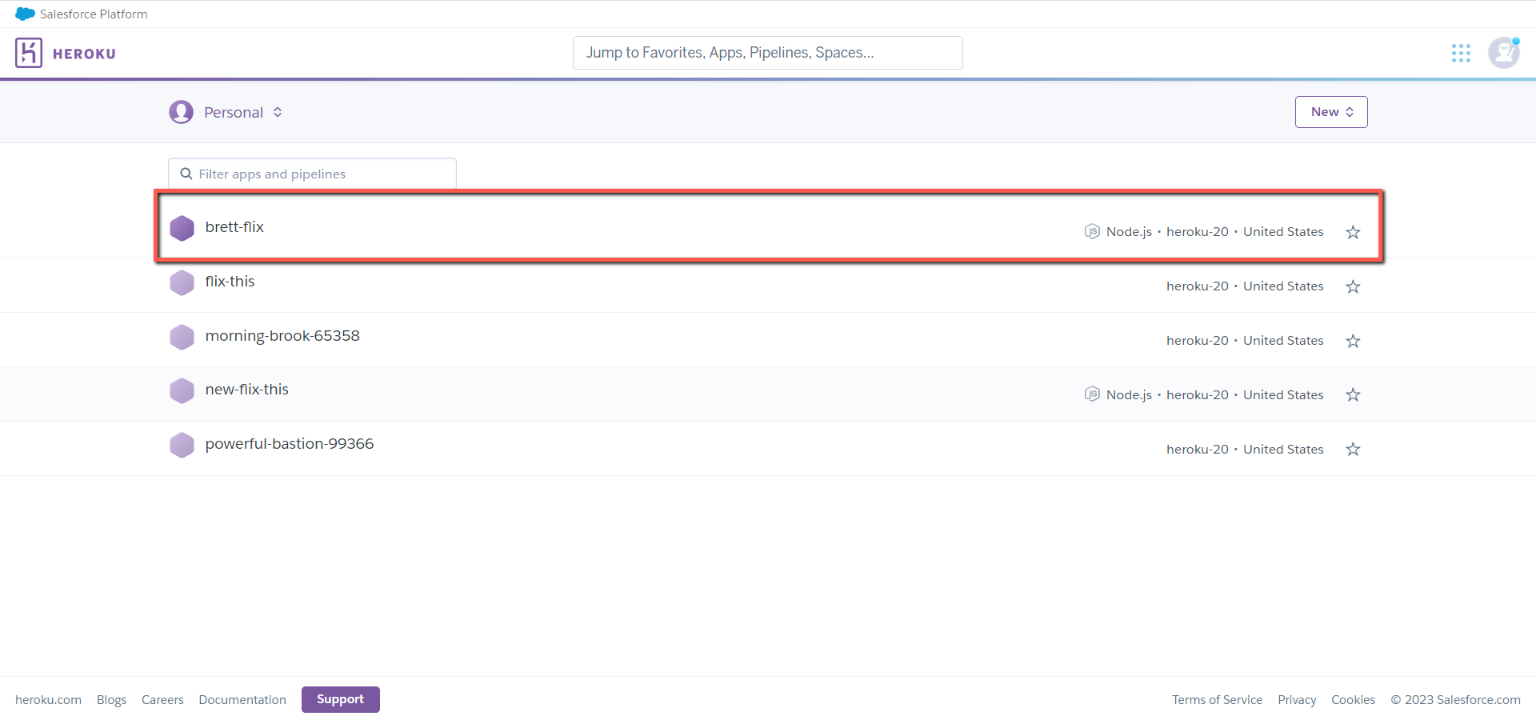 Salesforce Platform
HEROKU
Jump to Favorites, Apps, Pipelines, Spaces...
Personal
New
Filter apps and pipelines
brett-flix
JS Node.js • heroku-20 • United States
flix-this
heroku-20 • United States
morning-brook-65358
heroku-20 • United States
new-flix-this
JS Node.js • heroku-20 • United States
powerful-bastion-99366
heroku-20 • United States
heroku.com Blogs Careers Documentation Support
Terms of Service Privacy Cookies © 2023 Salesforce.com